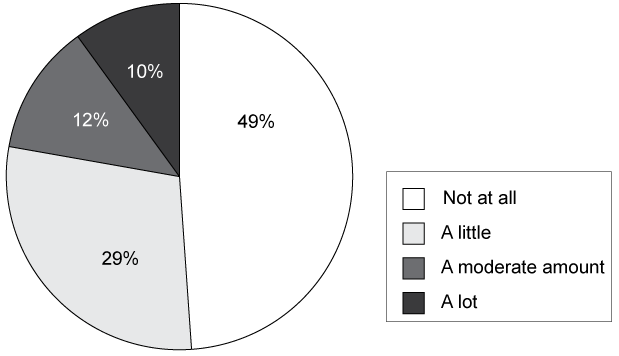 10%
12%
49%
29%
Not at all
A little
A moderate amount
A lot